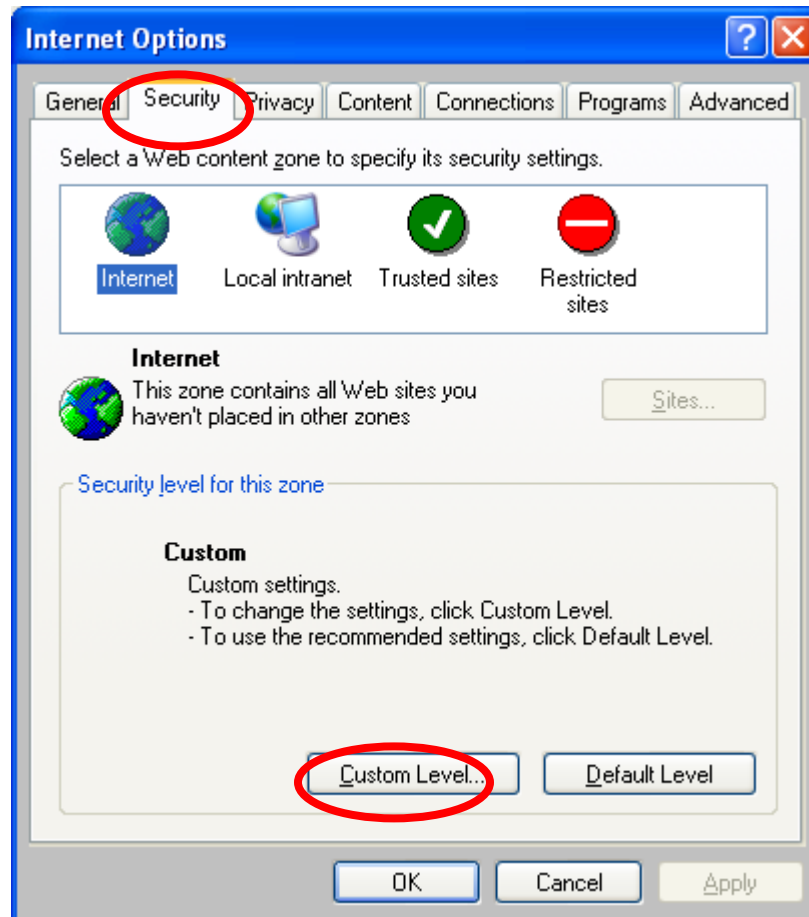 Internet Options
General Security Privacy Content Connections Programs Advanced
Select a Web content zone to specify its security settings.
Internet Local intranet Trusted sites Restricted
sites
Internet
This zone contains all Web sites you
haven't placed in other zones
Sites...
Security level for this zone
Custom
Custom settings.
- To change the settings, click Custom Level.
- To use the recommended settings, click Default Level.
Custom Level... Default Level
OK Cancel Apply